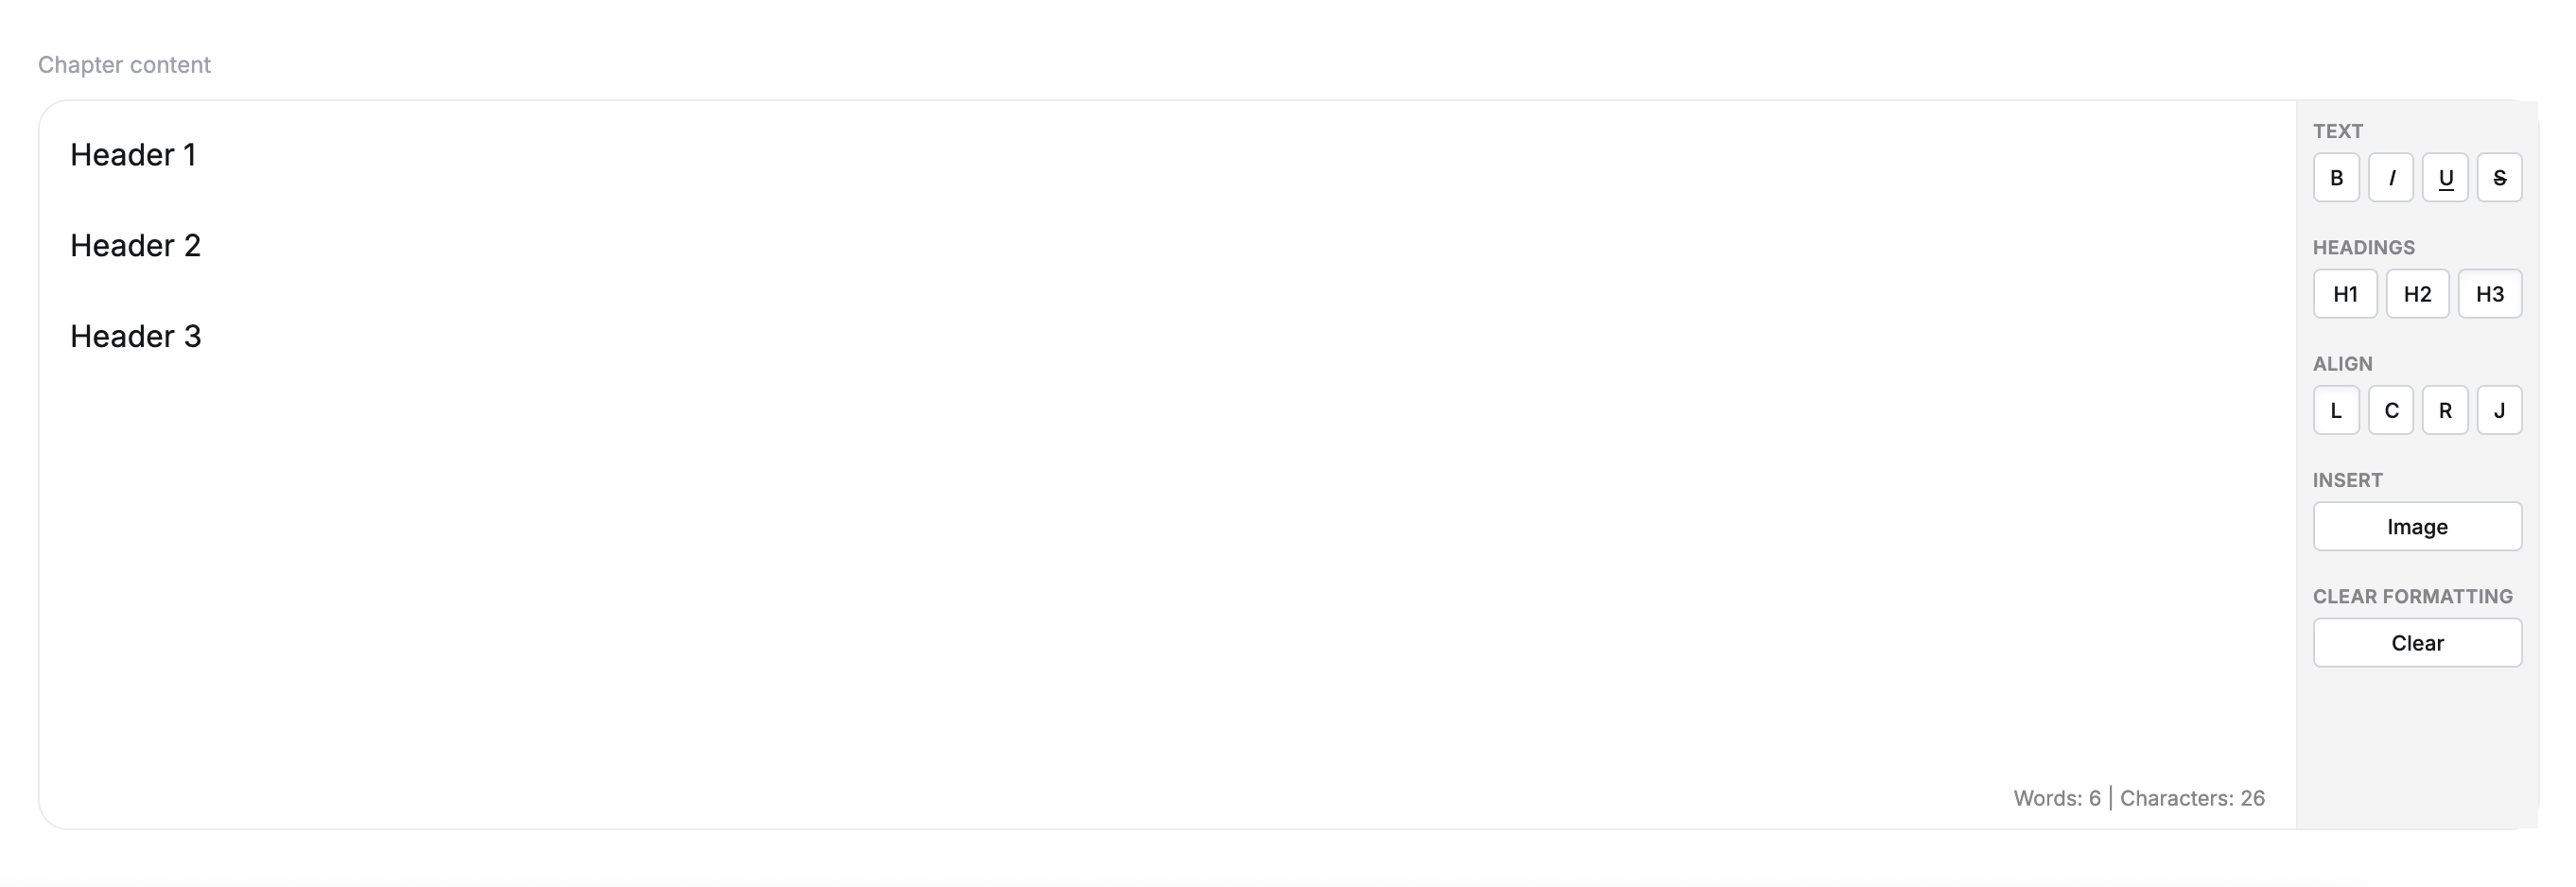 Chapter content
Header 1
Header 2
Header 3
Words: 6 | Characters: 26
TEXT
B I U S
HEADINGS
H1 H2 H3
ALIGN
L C R J
INSERT
Image
CLEAR FORMATTING
Clear